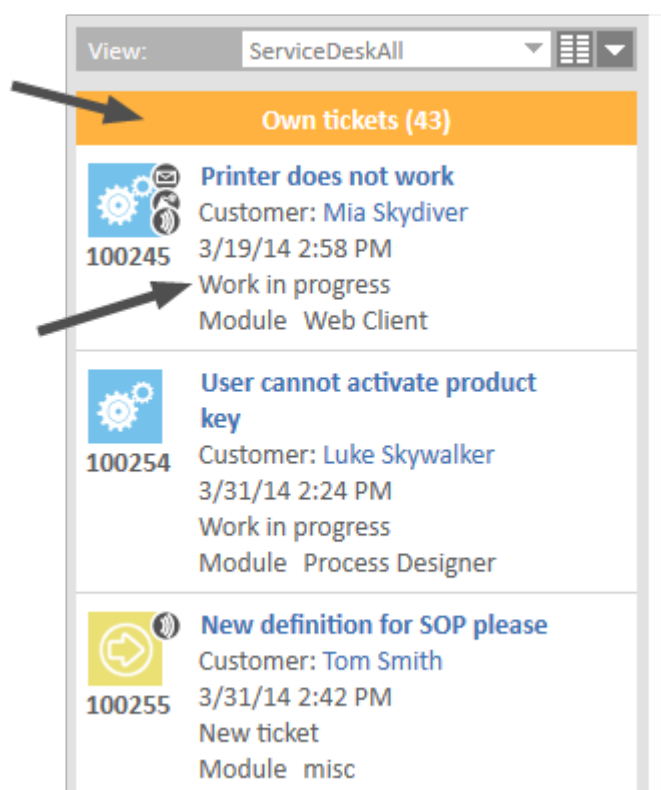 View: ServiceDeskAll
Own tickets (43)
Printer does not work
Customer: Mia Skydiver
100245 3/19/14 2:58 PM
Work in progress
Module Web Client
User cannot activate product
key
100254 Customer: Luke Skywalker
3/31/14 2:24 PM
Work in progress
Module Process Designer
New definition for SOP please
Customer: Tom Smith
100255 3/31/14 2:42 PM
New ticket
Module misc